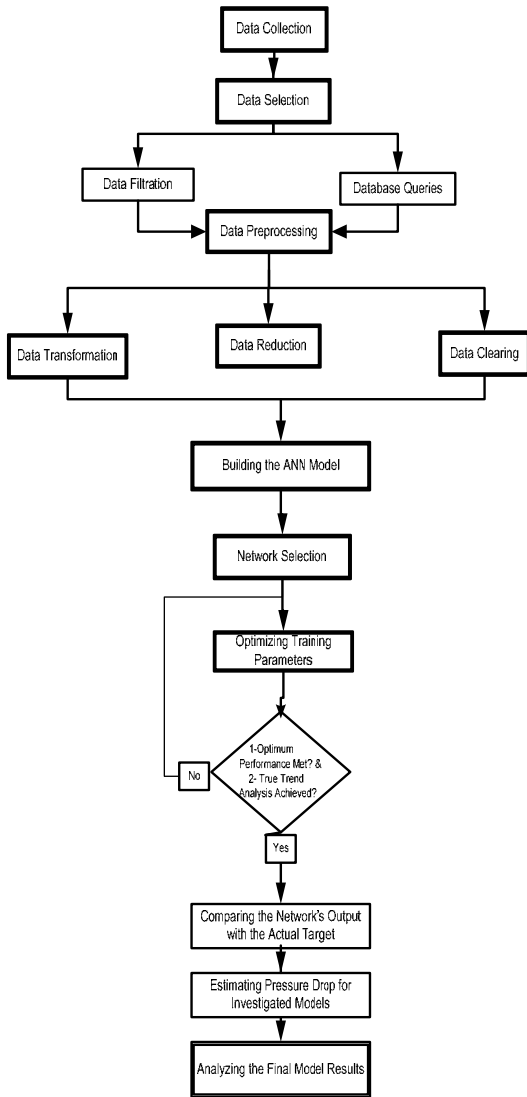 Data Collection
Data Selection
Data Filtration
Database Queries
Data Preprocessing
Data Transformation
Data Reduction
Data Clearing
Building the ANN Model
Network Selection
Optimizing Training
Parameters
1-Optimum
Performance Met? &
2- True Trend
Analysis Achieved?
No
Yes
Comparing the Network's Output
with the Actual Target
Estimating Pressure Drop for
Investigated Models
Analyzing the Final Model Results